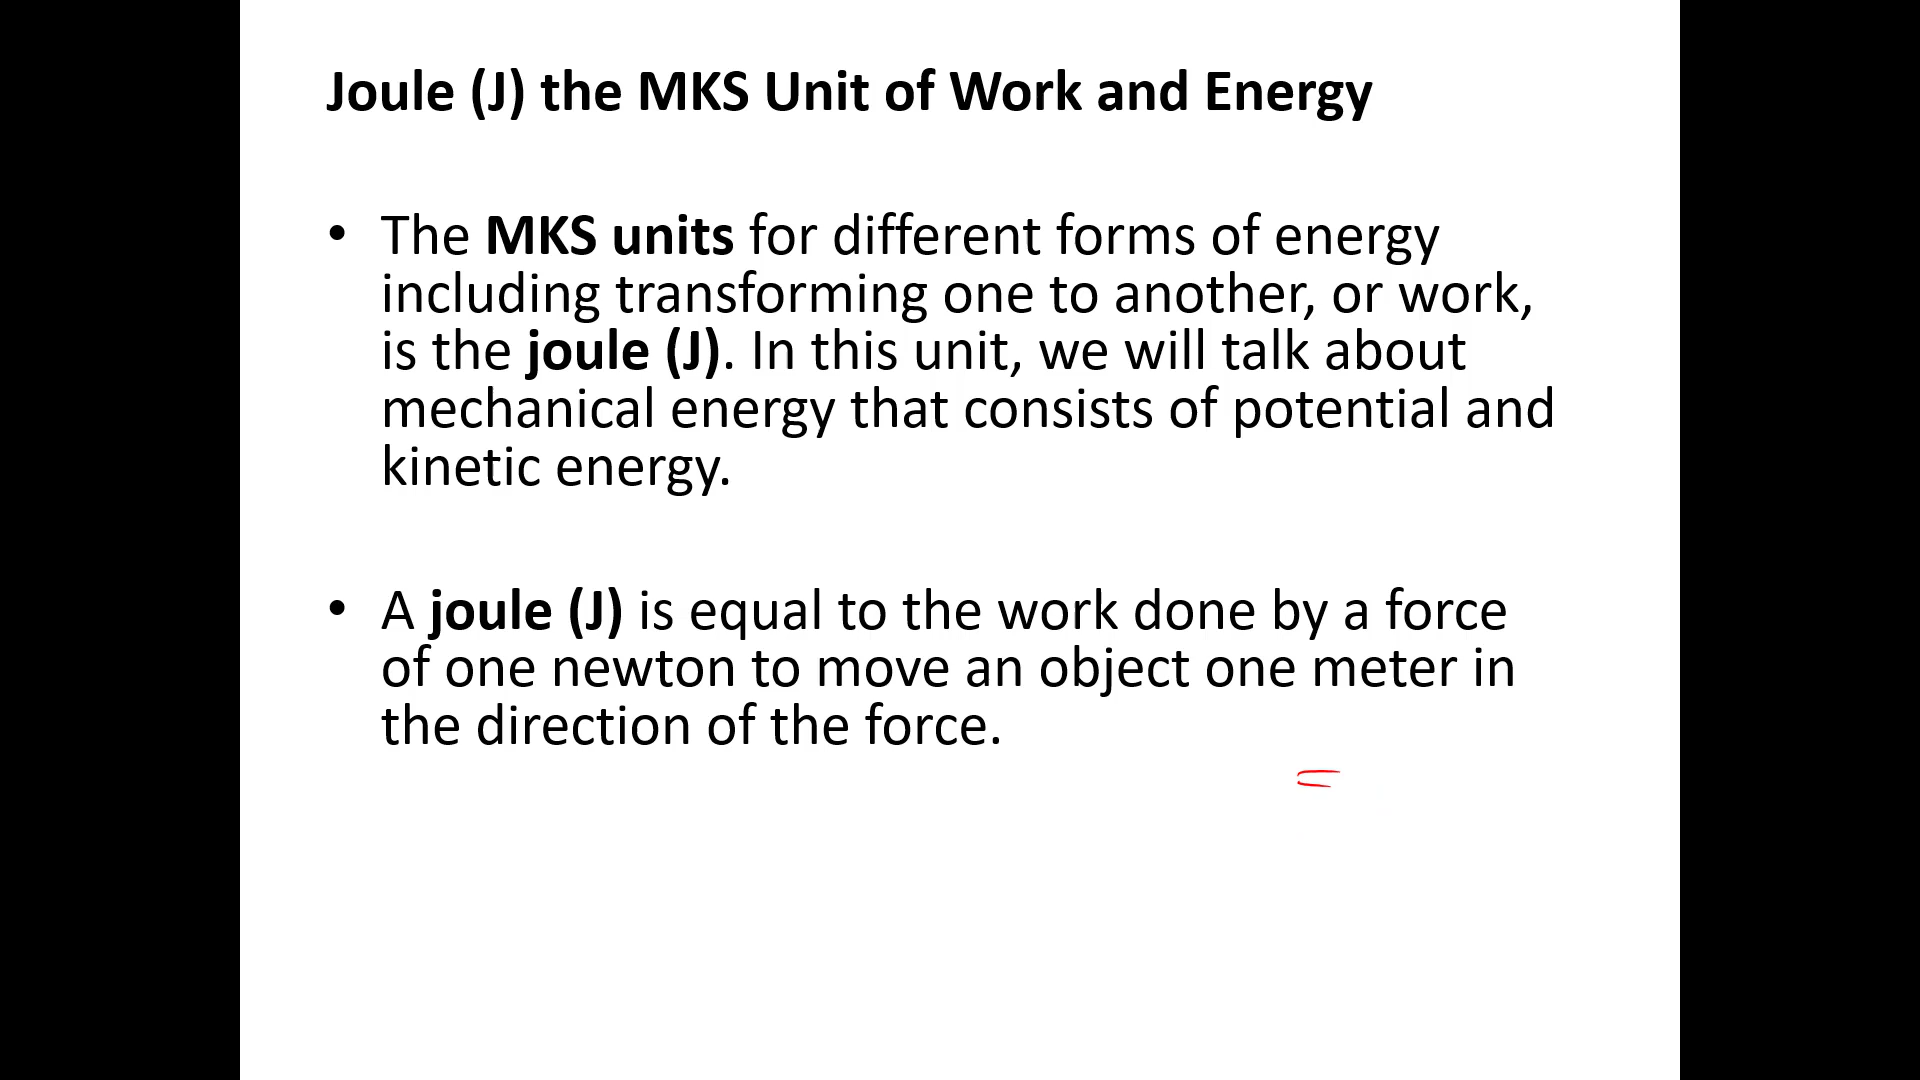 Joule (J) the MKS Unit of Work and Energy
• The MKS units for different forms of energy
including transforming one to another, or work,
is the joule (J). In this unit, we will talk about
mechanical energy that consists of potential and
kinetic energy.
• A joule (J) is equal to the work done by a force
of one newton to move an object one meter in
the direction of the force.
=